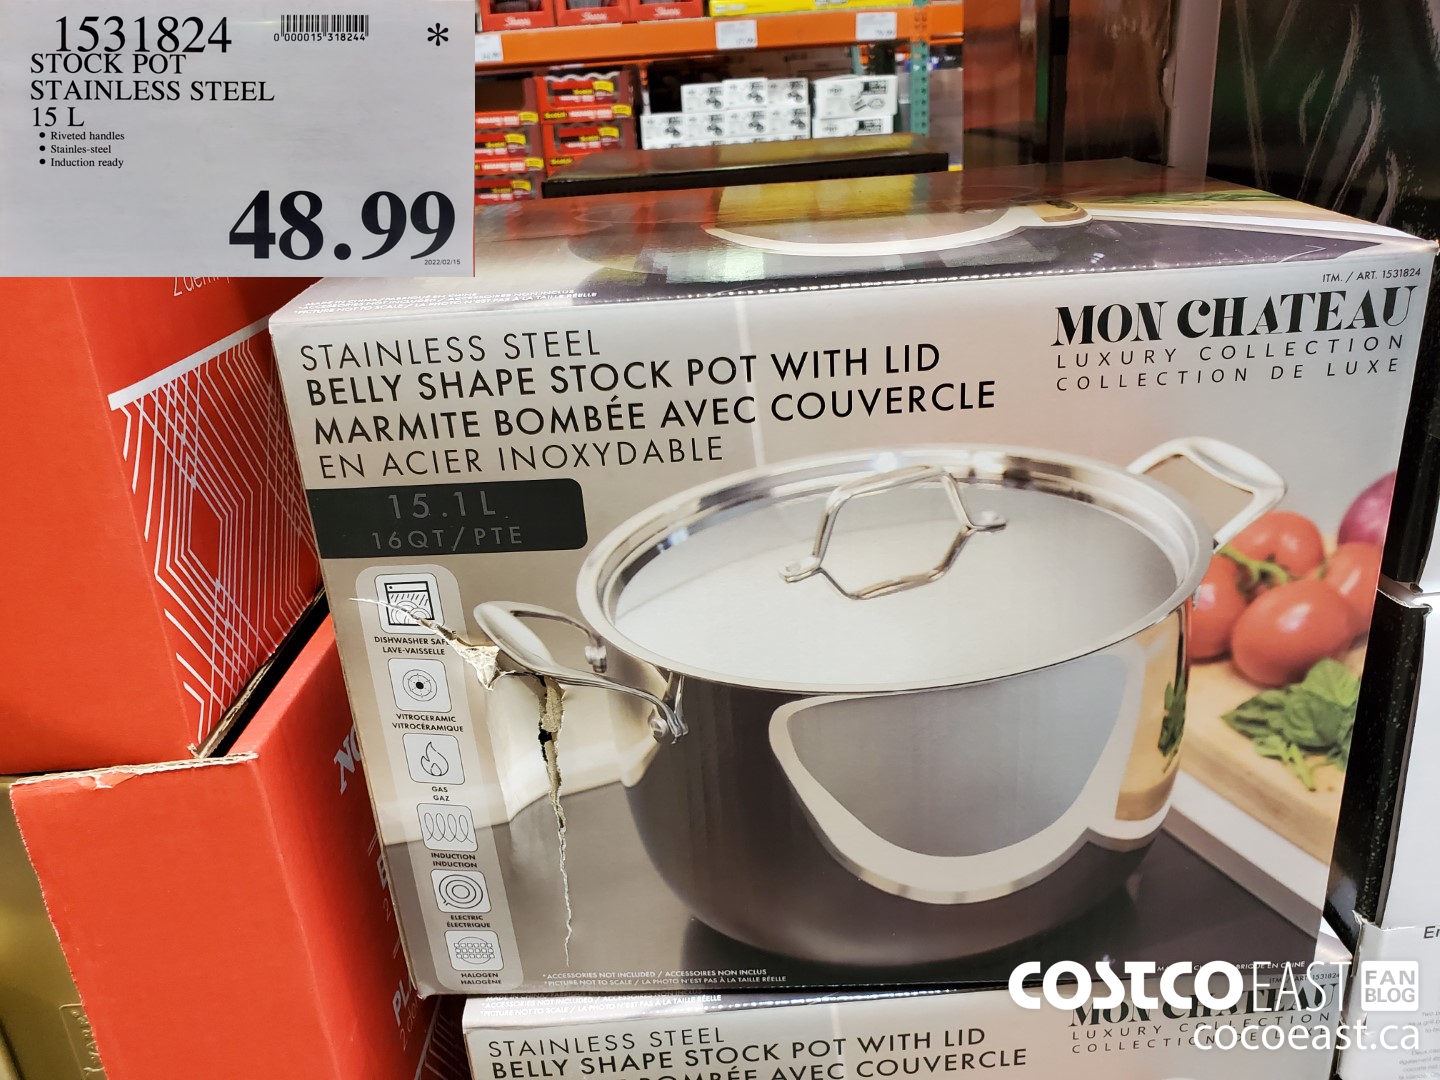 1531824
0000015318244
*
STOCK POT
STAINLESS STEEL
15 L
• Riveted handles
• Stainles-steel
• Induction ready
48.99
2022/02/15
ITM. / ART. 1531824
MON CHATEAU
LUXURY COLLECTION
COLLECTION DE LUXE
STAINLESS STEEL
BELLY SHAPE STOCK POT WITH LID
MARMITE BOMBÉE AVEC COUVERCLE
EN ACIER INOXYDABLE
15.1L
16QT/PTE
DISHWASHER SAF
LAVE-VAISSELLE
VITROCERAMIC
VITROCÉRAMIQUE
GAS
GAZ
INDUCTION
INDUCTION
ELECTRIC
ÉLECTRIQUE
HALOGEN
HALOGÈNE
*ACCESSORIES NOT INCLUDED / ACCESSOIRES NON INCLUS
*PICTURE NOT TO SCALE / LA PHOTO N'EST PAS À LA TAILLE RÉELLE
STAINLESS STEEL
BELLY SHAPE STOCK POT WITH LID
BOMBÉE AVEC COUVERCLE
MON CHATEAU
COSTCO EAST
FAN
BLOG
cocoeast.ca